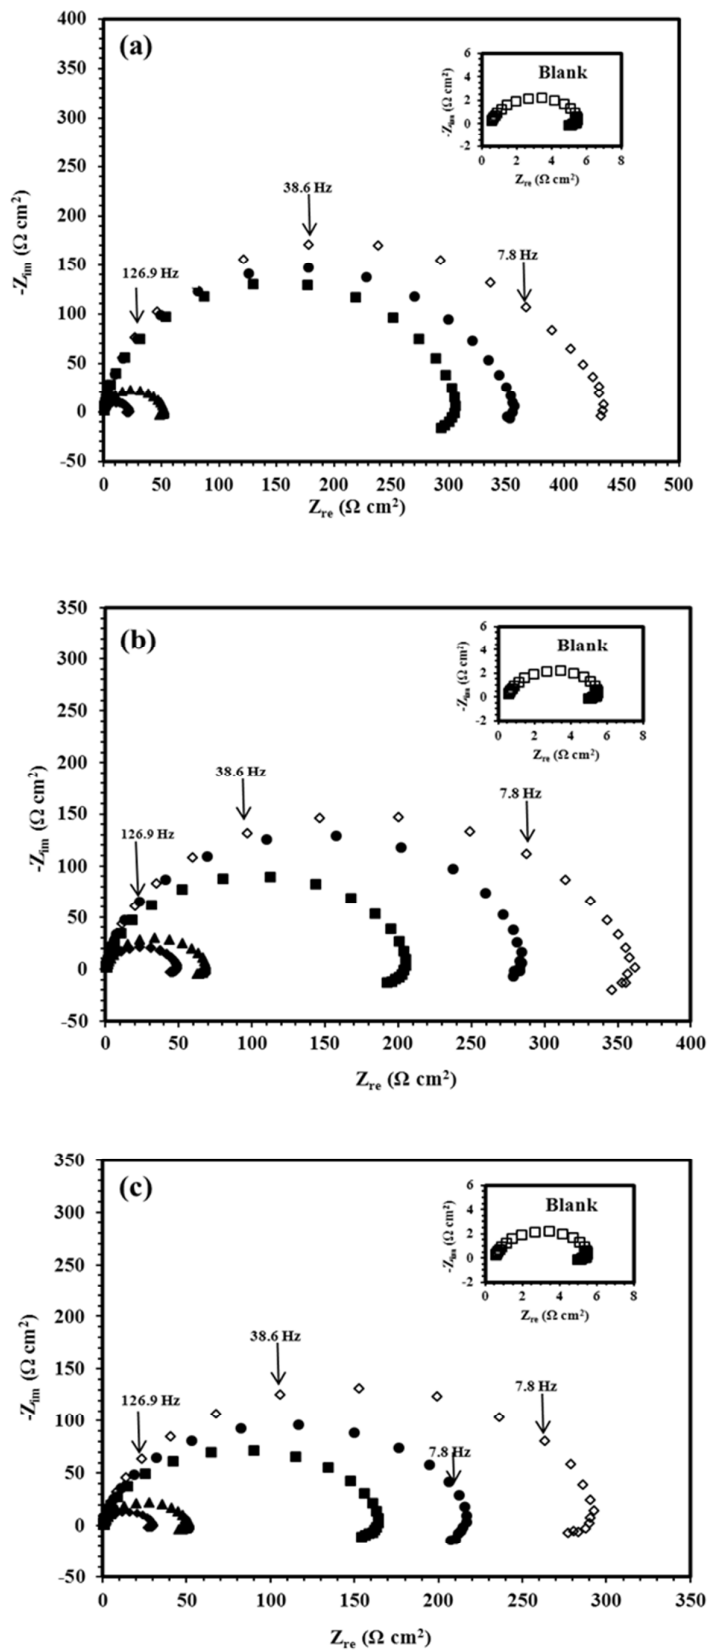 (a)
400
350
300
250
200
150
100
50
0
-50
-Zim (Ω cm2)
0 50 100 150 200 250 300 350 400 450 500
Zre (Ω cm2)
126.9 Hz
38.6 Hz
7.8 Hz
Blank
6
4
2
0
-2
-Zim (Ω cm2)
0 2 4 6 8
Zre (Ω cm2)
(b)
350
300
250
200
150
100
50
0
-50
-Zim (Ω cm2)
0 50 100 150 200 250 300 350 400
Zre (Ω cm2)
126.9 Hz
38.6 Hz
7.8 Hz
Blank
6
4
2
0
-2
-Zim (Ω cm2)
0 2 4 6 8
Zre (Ω cm2)
(c)
350
300
250
200
150
100
50
0
-50
-Zim (Ω cm2)
0 50 100 150 200 250 300 350
Zre (Ω cm2)
126.9 Hz
38.6 Hz
7.8 Hz
7.8 Hz
Blank
6
4
2
0
-2
-Zim (Ω cm2)
0 2 4 6 8
Zre (Ω cm2)